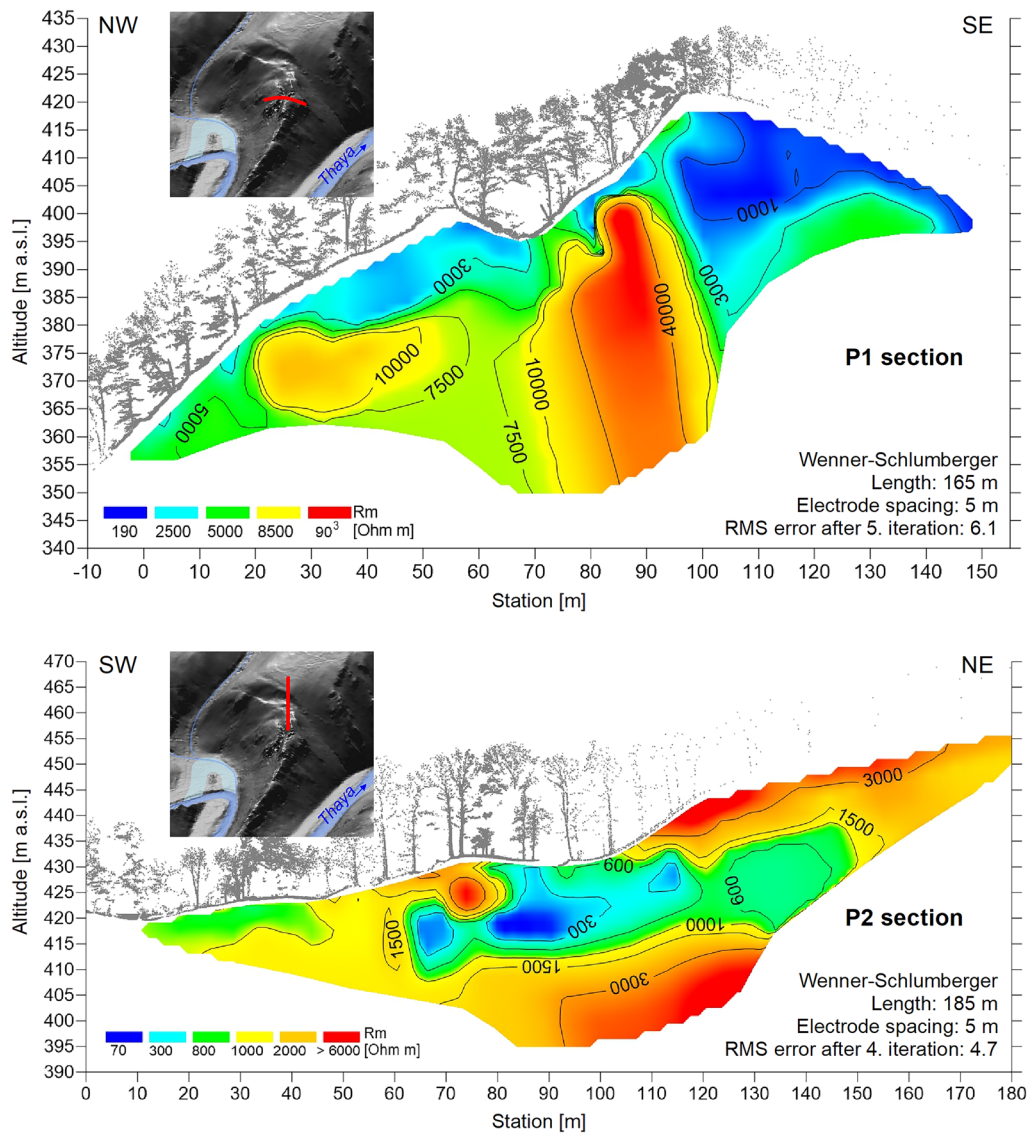 NW
SE
435
430
425
420
415
410
405
400
395
390
385
380
375
370
365
360
355
350
345
340
Altitude [m a.s.l.]
Thaya
3000
1000
3000
40000
10000
7500
10000
7500
5000
P1 section
Wenner-Schlumberger
Length: 165 m
Electrode spacing: 5 m
RMS error after 5. iteration: 6.1
190 2500 5000 8500 90³
Rm
[Ohm m]
-10 0 10 20 30 40 50 60 70 80 90 100 110 120 130 140 150
Station [m]
SW
NE
470
465
460
455
450
445
440
435
430
425
420
415
410
405
400
395
390
Altitude [m a.s.l.]
Thaya
3000
1500
600
600
300
1000
1500
1500
3000
P2 section
Wenner-Schlumberger
Length: 185 m
Electrode spacing: 5 m
RMS error after 4. iteration: 4.7
70 300 800 1000 2000 > 6000
Rm
[Ohm m]
0 10 20 30 40 50 60 70 80 90 100 110 120 130 140 150 160 170 180
Station [m]